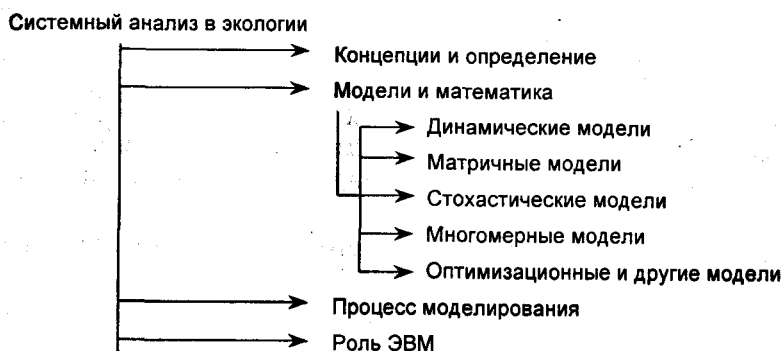 Системный анализ в экологии
Концепции и определение
Модели и математика
Динамические модели
Матричные модели
Стохастические модели
Многомерные модели
Оптимизационные и другие модели
Процесс моделирования
Роль ЭВМ